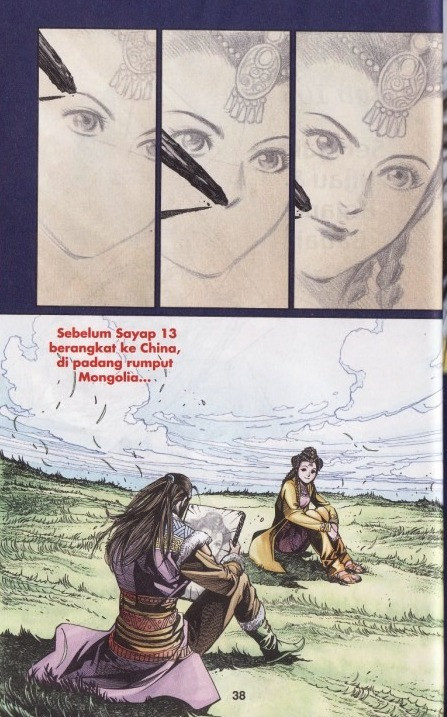 Sebelum Sayap 13
berangkat ke China,
di padang rumput
Mongolia...
38